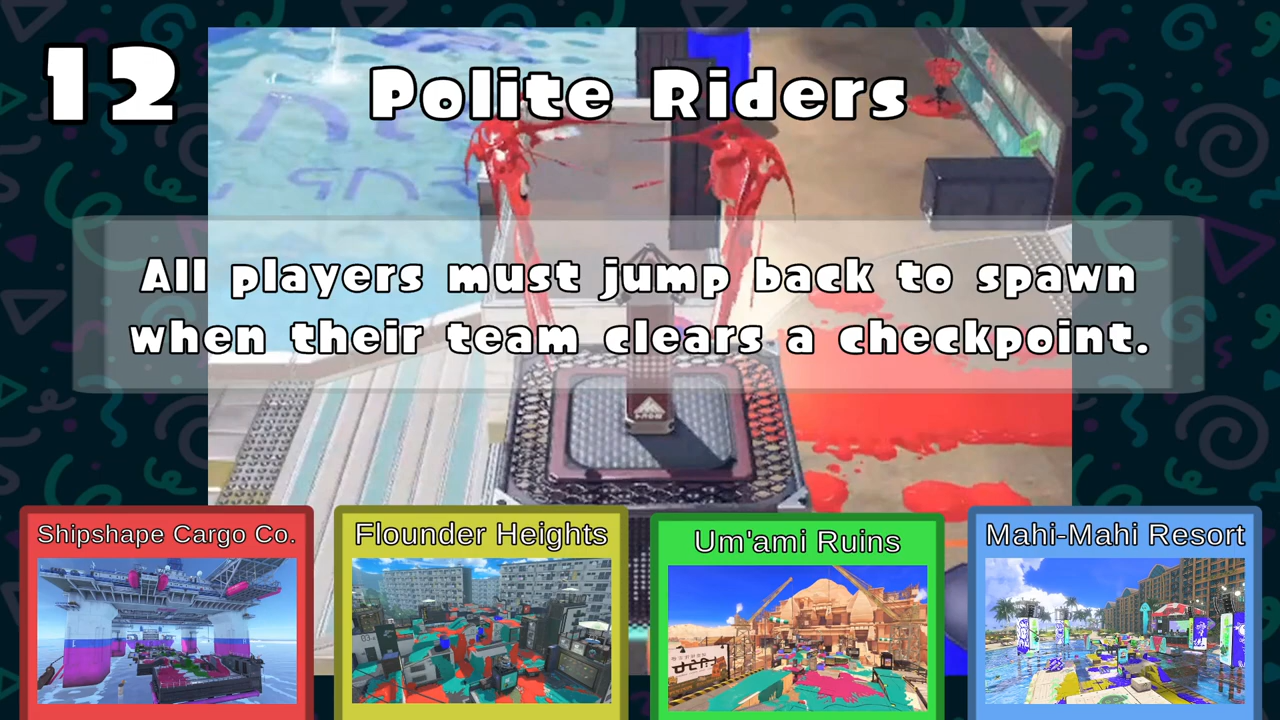 12
Polite Riders
All players must jump back to spawn
when their team clears a checkpoint.
Shipshape Cargo Co.
Flounder Heights
Um'ami Ruins
Mahi-Mahi Resort